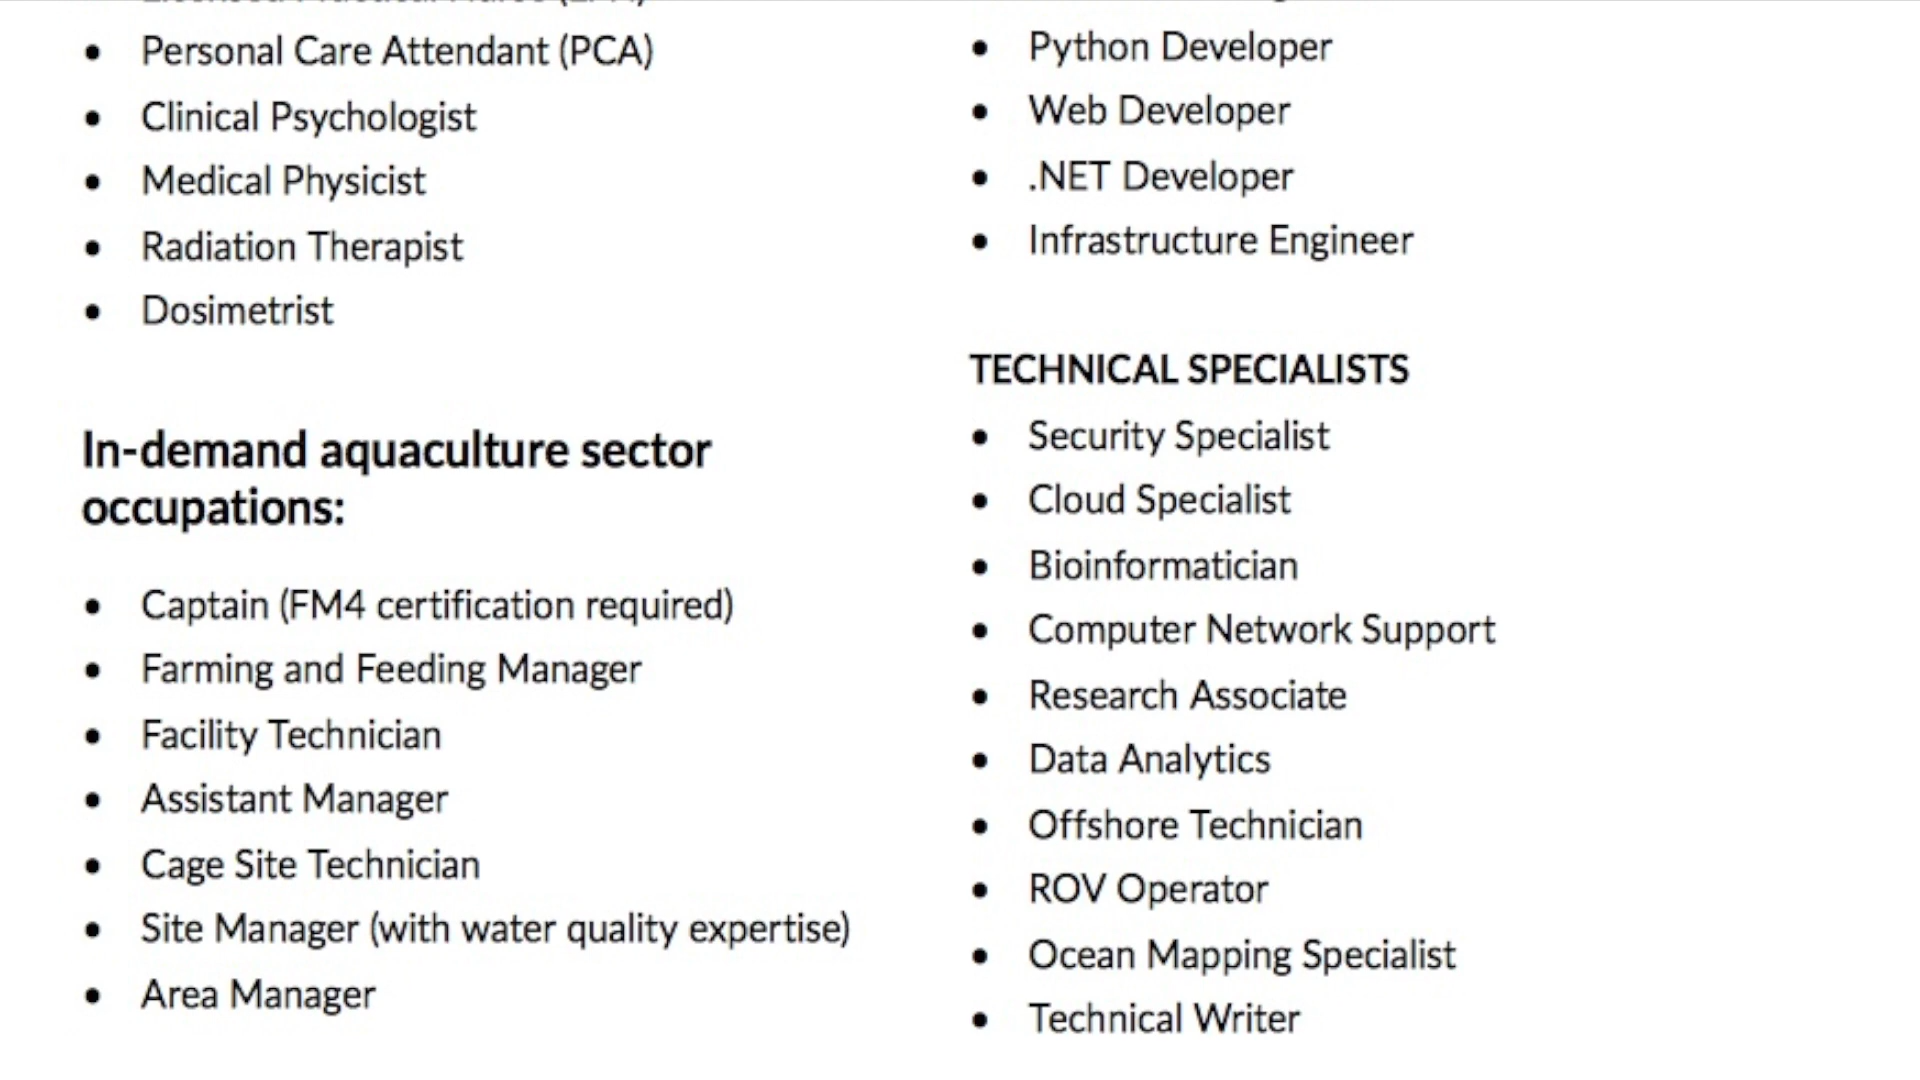 • Personal Care Attendant (PCA)
• Clinical Psychologist
• Medical Physicist
• Radiation Therapist
• Dosimetrist
In-demand aquaculture sector
occupations:
• Captain (FM4 certification required)
• Farming and Feeding Manager
• Facility Technician
• Assistant Manager
• Cage Site Technician
• Site Manager (with water quality expertise)
• Area Manager
• Python Developer
• Web Developer
• .NET Developer
• Infrastructure Engineer
TECHNICAL SPECIALISTS
• Security Specialist
• Cloud Specialist
• Bioinformatician
• Computer Network Support
• Research Associate
• Data Analytics
• Offshore Technician
• ROV Operator
• Ocean Mapping Specialist
• Technical Writer